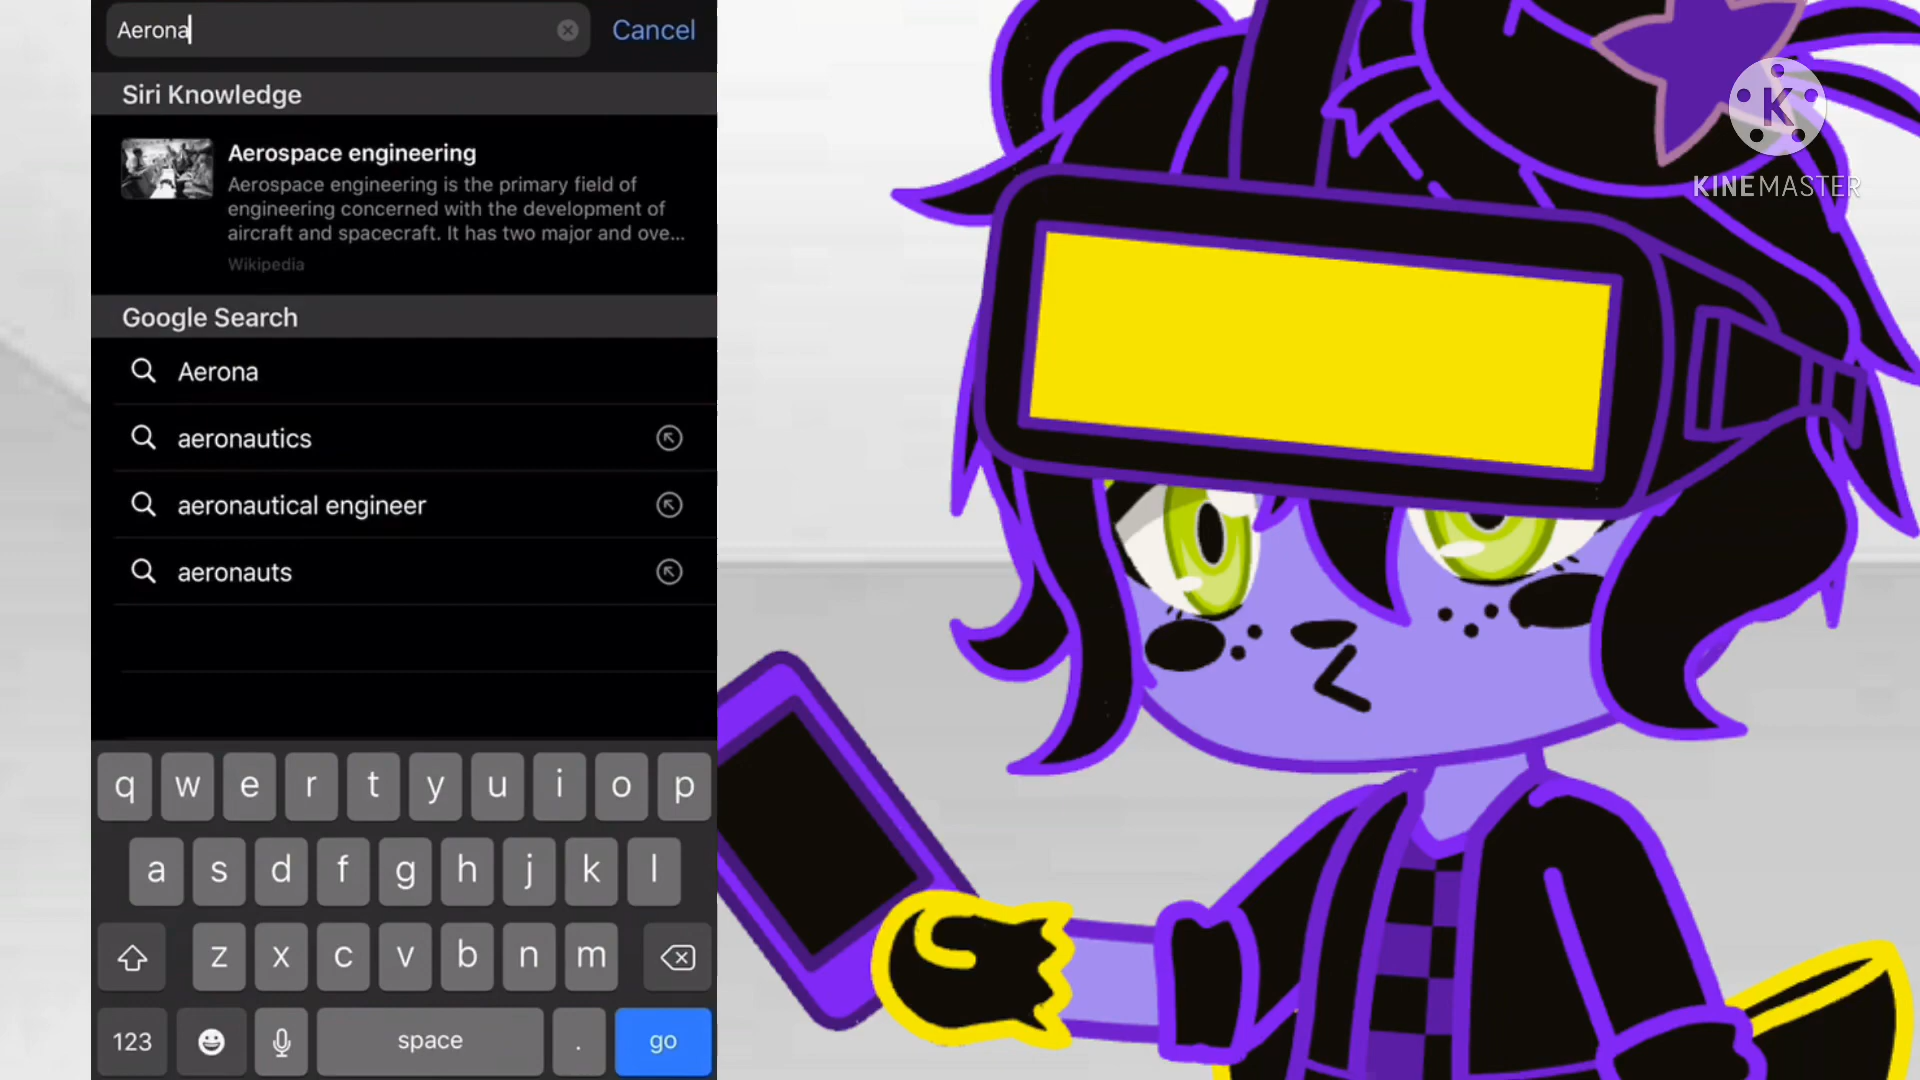 Aerona
Cancel
Siri Knowledge
Aerospace engineering
Aerospace engineering is the primary field of
engineering concerned with the development of
aircraft and spacecraft. It has two major and ove...
Wikipedia
Google Search
Aerona
aeronautics
aeronautical engineer
aeronauts
q w e r t y u i o p
a s d f g h j k l
z x c v b n m
123 space . go
K
KINEMASTER